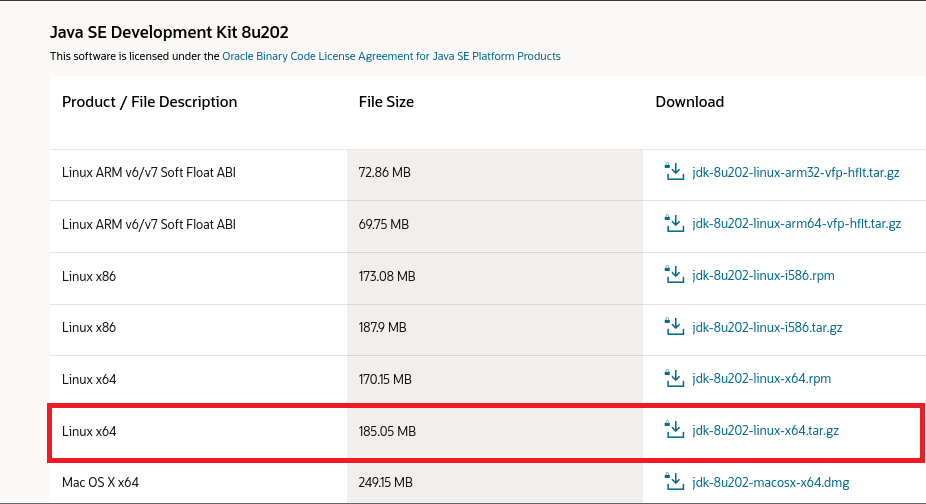 Java SE Development Kit 8u202
This software is licensed under the Oracle Binary Code License Agreement for Java SE Platform Products
Product / File Description File Size Download
Linux ARM v6/v7 Soft Float ABI 72.86 MB jdk-8u202-linux-arm32-vfp-hflt.tar.gz
Linux ARM v6/v7 Soft Float ABI 69.75 MB jdk-8u202-linux-arm64-vfp-hflt.tar.gz
Linux x86 173.08 MB jdk-8u202-linux-i586.rpm
Linux x86 187.9 MB jdk-8u202-linux-i586.tar.gz
Linux x64 170.15 MB jdk-8u202-linux-x64.rpm
Linux x64 185.05 MB jdk-8u202-linux-x64.tar.gz
Mac OS X x64 249.15 MB jdk-8u202-macosx-x64.dmg